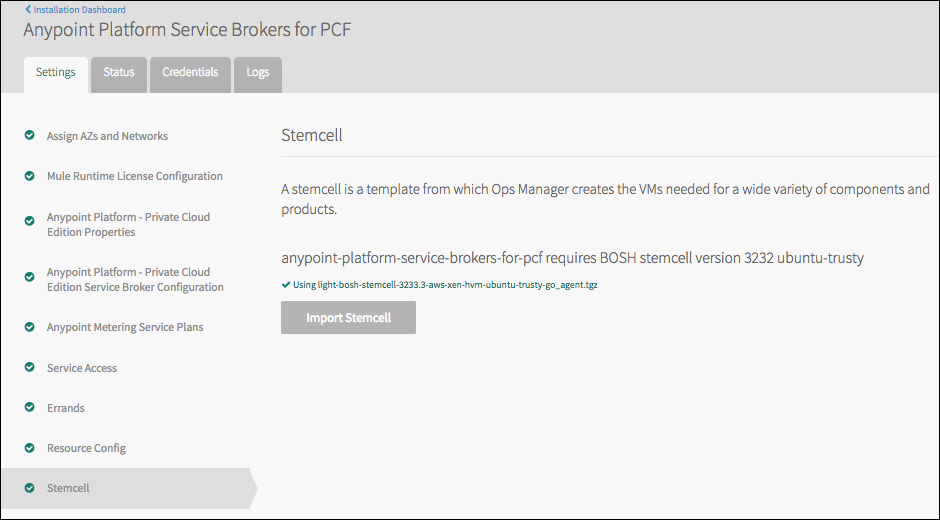 Installation Dashboard
Anypoint Platform Service Brokers for PCF
Settings
Status
Credentials
Logs
Assign AZs and Networks
Mule Runtime License Configuration
Anypoint Platform - Private Cloud
Edition Properties
Anypoint Platform - Private Cloud
Edition Service Broker Configuration
Anypoint Metering Service Plans
Service Access
Errands
Resource Config
Stemcell
Stemcell
A stemcell is a template from which Ops Manager creates the VMs needed for a wide variety of components and
products.
anypoint-platform-service-brokers-for-pcf requires BOSH stemcell version 3232 ubuntu-trusty
Using light-bosh-stemcell-3233.3-aws-xen-hvm-ubuntu-trusty-go_agent.tgz
Import Stemcell